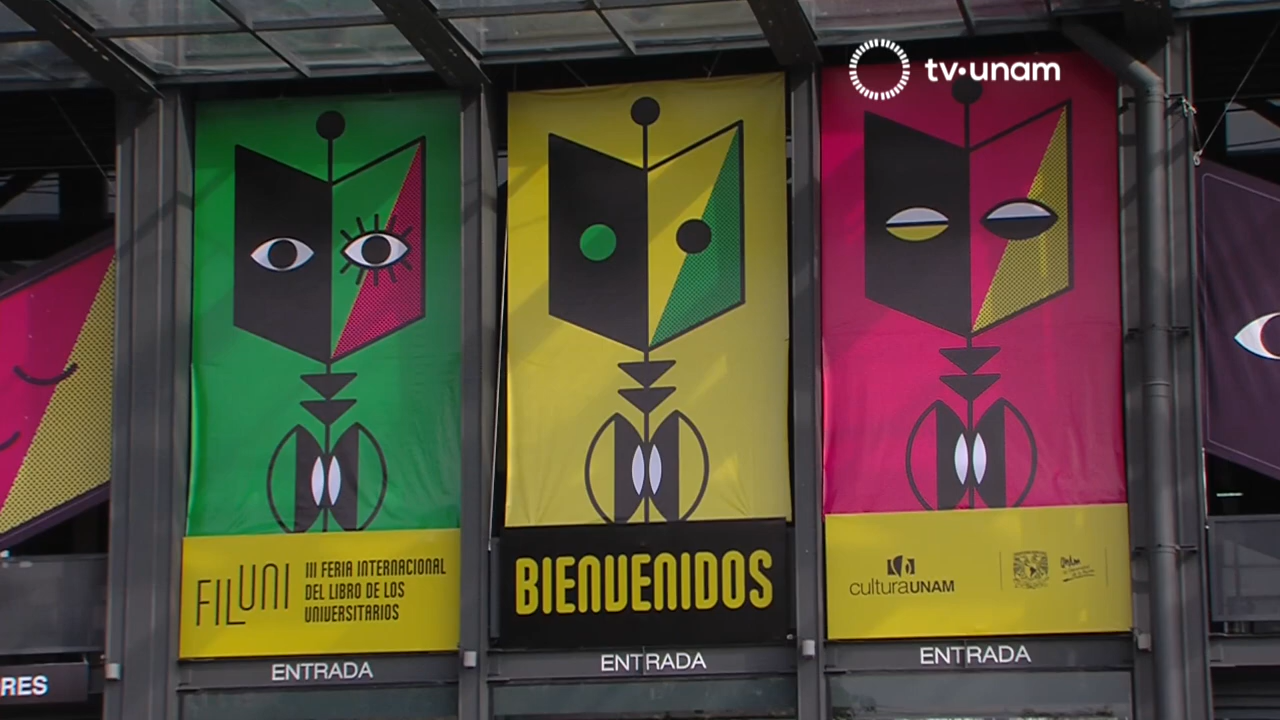 tv·unam
FILUNI
III FERIA INTERNACIONAL
DEL LIBRO DE LOS
UNIVERSITARIOS
BIENVENIDOS
culturaUNAM
ENTRADA
ENTRADA
ENTRADA
RES